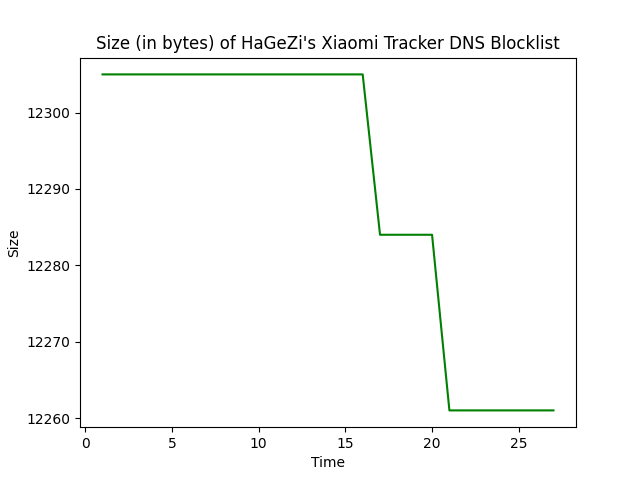 Size (in bytes) of HaGeZi's Xiaomi Tracker DNS Blocklist
12300
12290
12280
12270
12260
Size
0 5 10 15 20 25
Time